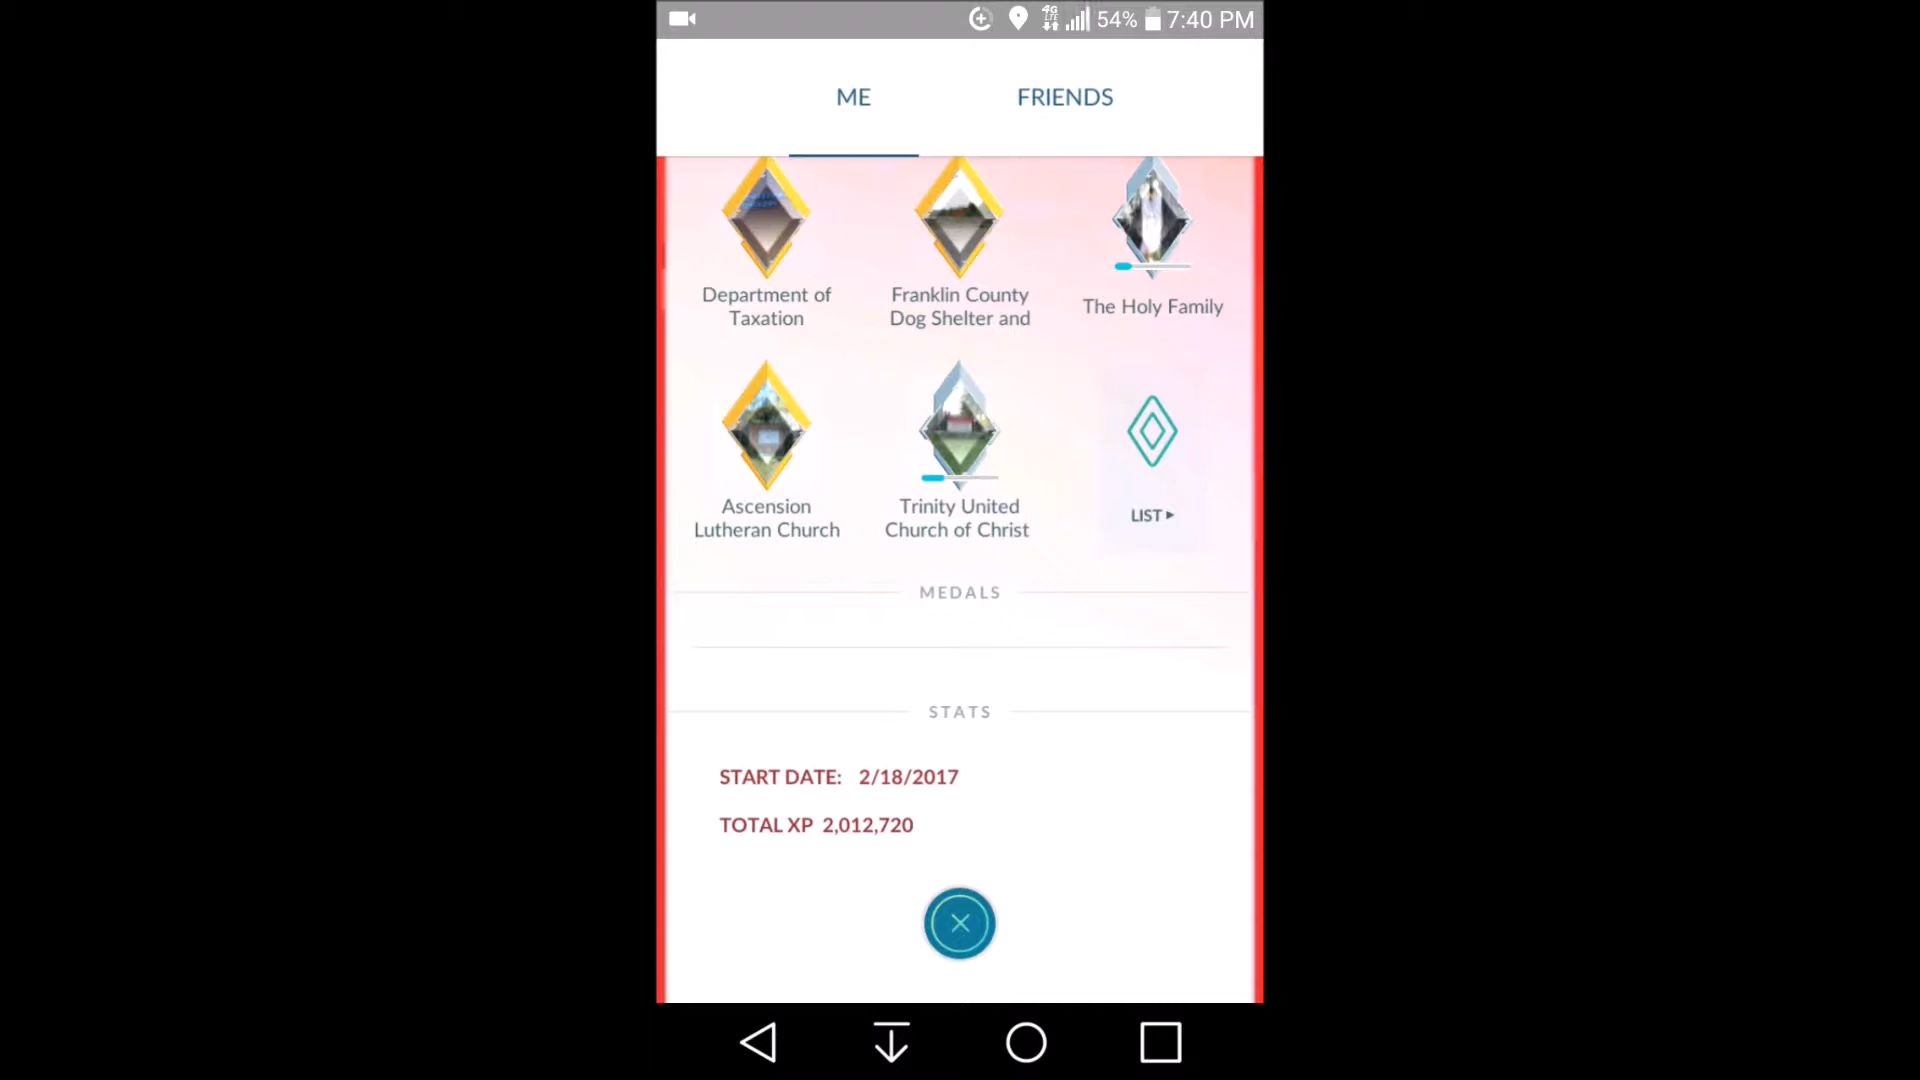 4G
LTE
54%
7:40 PM
ME
FRIENDS
Department of
Taxation
Franklin County
Dog Shelter and
The Holy Family
Ascension
Lutheran Church
Trinity United
Church of Christ
LIST ▸
MEDALS
STATS
START DATE: 2/18/2017
TOTAL XP 2,012,720